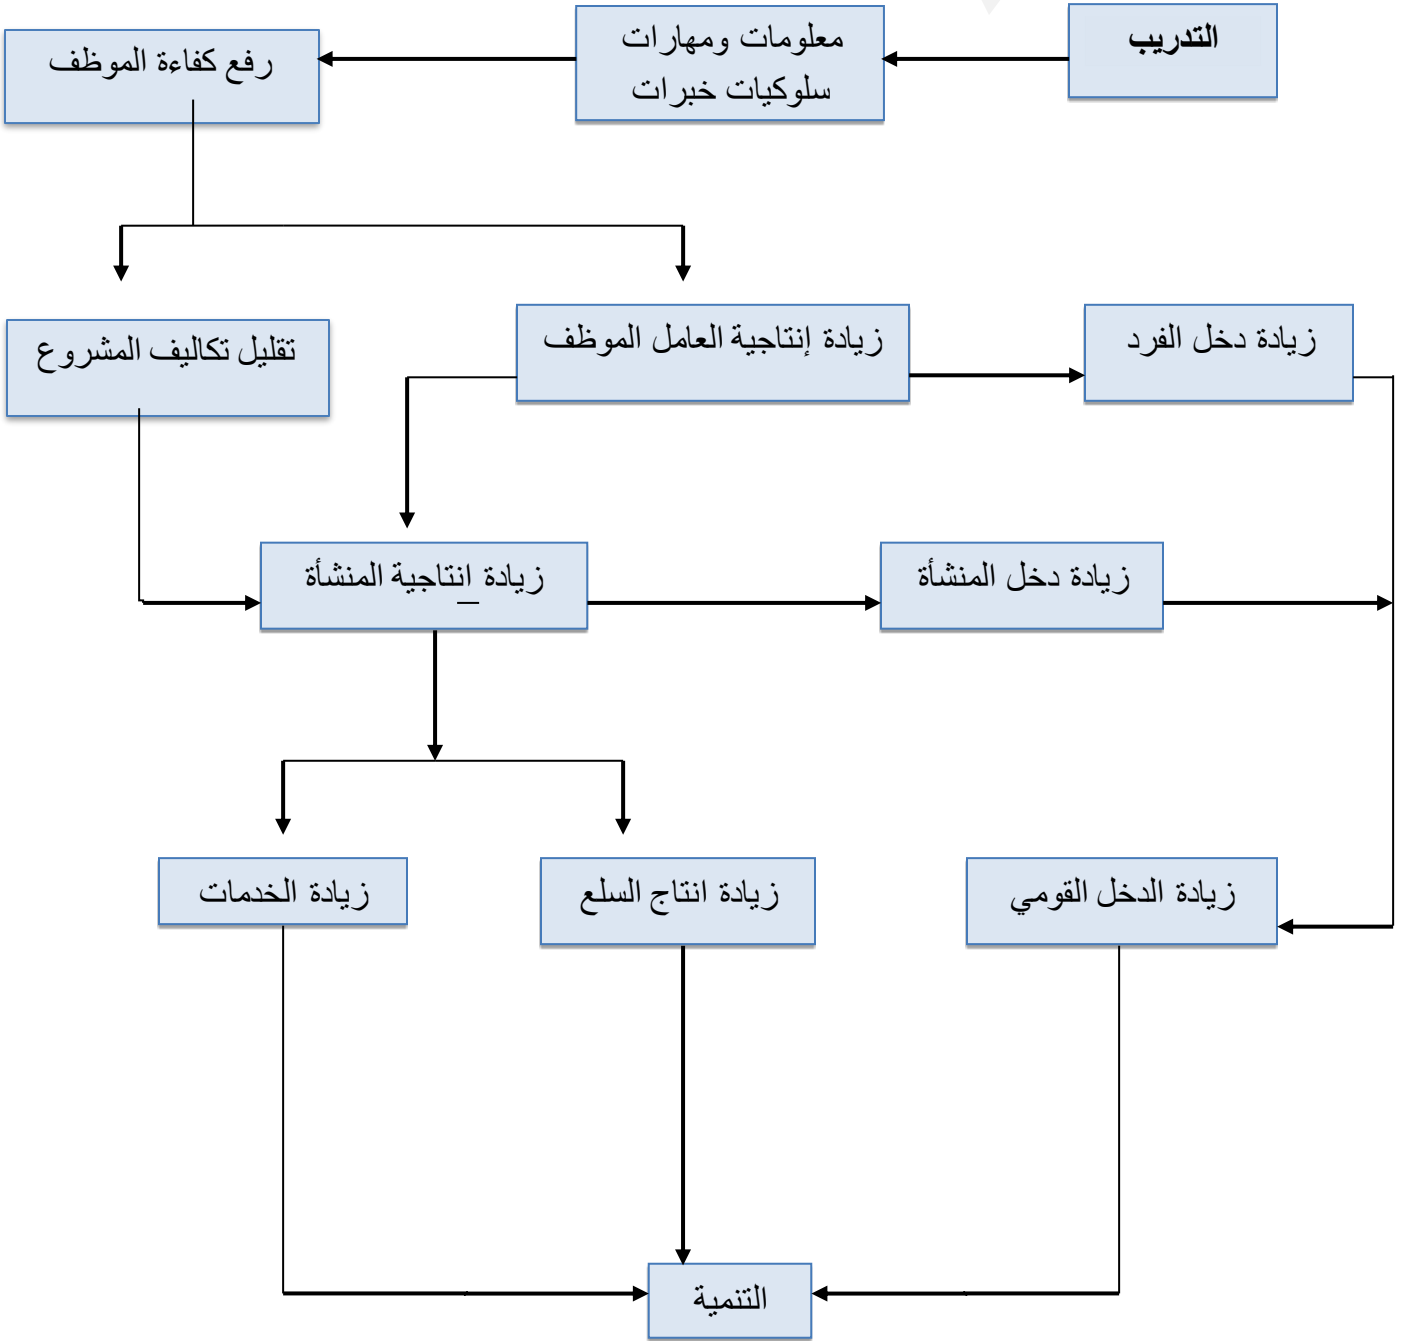 التدريب
معلومات ومهارات
سلوكيات خبرات
رفع كفاءة الموظف
زيادة دخل الفرد
زيادة إنتاجية العامل الموظف
تقليل تكاليف المشروع
زيادة دخل المنشأة
زيادة انتاجية المنشأة
زيادة الدخل القومي
زيادة انتاج السلع
زيادة الخدمات
التنمية